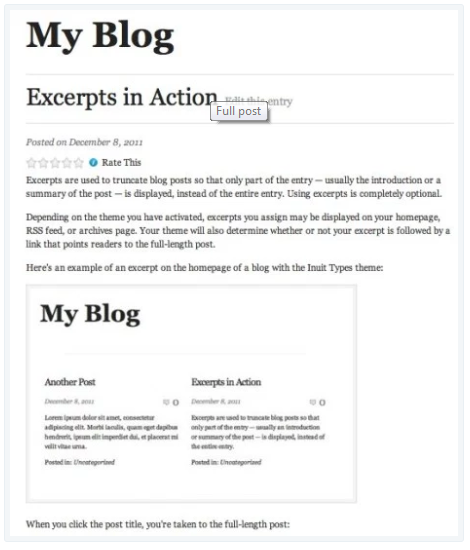 My Blog
Excerpts in Action Edit this entry
Full post
Posted on December 8, 2011
Rate This
Excerpts are used to truncate blog posts so that only part of the entry — usually the introduction or a
summary of the post — is displayed, instead of the entire entry. Using excerpts is completely optional.
Depending on the theme you have activated, excerpts you assign may be displayed on your homepage,
RSS feed, or archives page. Your theme will also determine whether or not your excerpt is followed by a
link that points readers to the full-length post.
Here's an example of an excerpt on the homepage of a blog with the Inuit Types theme:
My Blog
Another Post
December 8, 2011
0
Lorem ipsum dolor sit amet, consectetur
adipiscing elit. Morbi iaculis, quam eget dapibus
hendrerit, ipsum elit imperdiet dui, et placerat mi
velit vitae urna.
Posted in: Uncategorized
Excerpts in Action
December 8, 2011
0
Excerpts are used to truncate blog posts so that
only part of the entry — usually an introduction
or summary of the post — is displayed, instead of
the entire entry.
Posted in: Uncategorized
When you click the post title, you're taken to the full-length post: